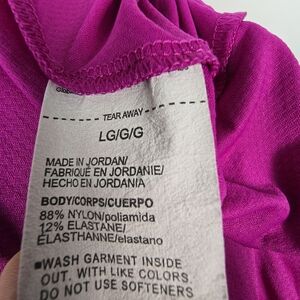 TEAR AWAY
LG/G/G
MADE IN JORDAN/
FABRIQUÉ EN JORDANIE/
HECHO EN JORDANIA
BODY/CORPS/CUERPO
88% NYLON/poliamida
12% ELASTANE/
ÉLASTHANNE/elastano
■WASH GARMENT INSIDE
OUT. WITH LIKE COLORS
DO NOT USE SOFTENERS